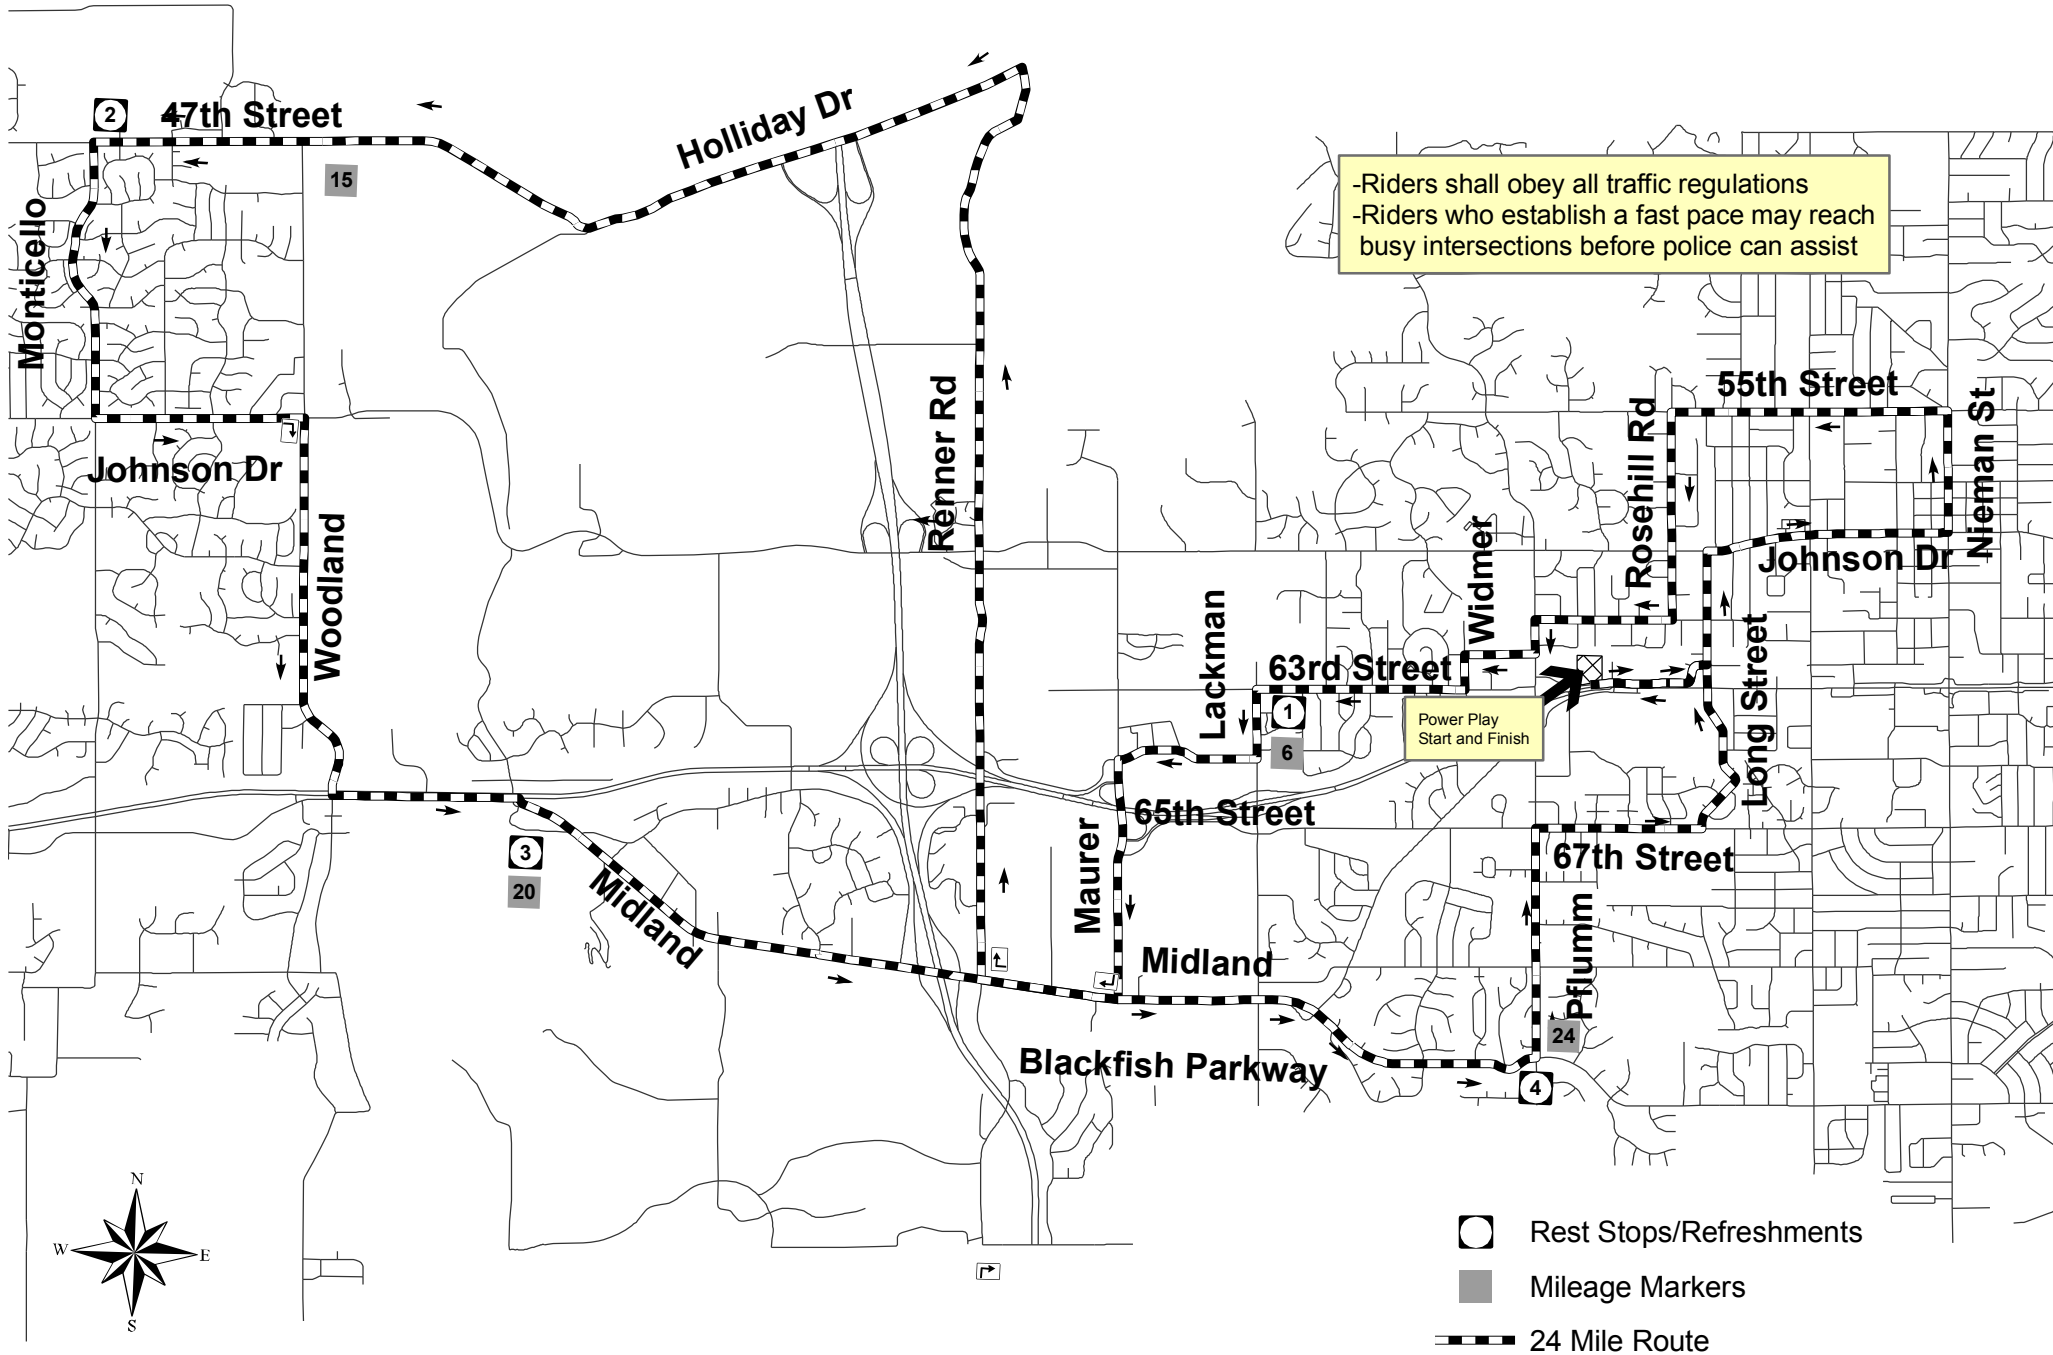 2
47th Street
Holliday Dr
15
-Riders shall obey all traffic regulations
-Riders who establish a fast pace may reach
busy intersections before police can assist
Monticello
Johnson Dr
Woodland
Renner Rd
55th Street
Rosehill Rd
Nieman St
Johnson Dr
Widmer
Lackman
63rd Street
Long Street
1
6
Power Play
Start and Finish
65th Street
Maurer
67th Street
3
20
Midland
Midland
Pflumm
24
Blackfish Parkway
4
N
W
E
S
Rest Stops/Refreshments
Mileage Markers
24 Mile Route